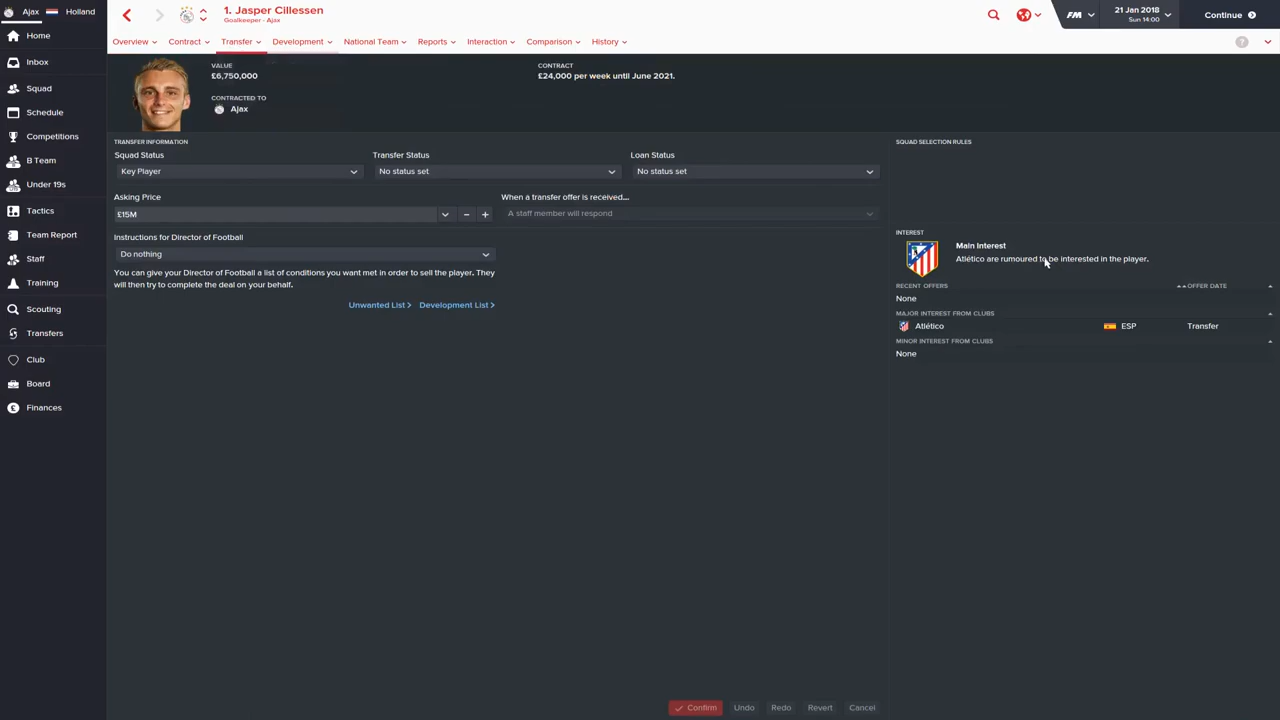 Ajax Holland
Home
Inbox
Squad
Schedule
Competitions
B Team
Under 19s
Tactics
Team Report
Staff
Training
Scouting
Transfers
Club
Board
Finances
1. Jasper Cillessen
Goalkeeper - Ajax
FM
21 Jan 2018
Sun 14:00
Continue
Overview Contract Transfer Development National Team Reports Interaction Comparison History
VALUE
£6,750,000
CONTRACTED TO
Ajax
CONTRACT
£24,000 per week until June 2021.
TRANSFER INFORMATION
Squad Status Transfer Status Loan Status
Key Player No status set No status set
Asking Price When a transfer offer is received...
£15M A staff member will respond
Instructions for Director of Football
Do nothing
You can give your Director of Football a list of conditions you want met in order to sell the player. They
will then try to complete the deal on your behalf.
Unwanted List > Development List >
SQUAD SELECTION RULES
INTEREST
Main Interest
Atlético are rumoured to be interested in the player.
RECENT OFFERS OFFER DATE
None
MAJOR INTEREST FROM CLUBS
Atlético ESP Transfer
MINOR INTEREST FROM CLUBS
None
Confirm Undo Redo Revert Cancel